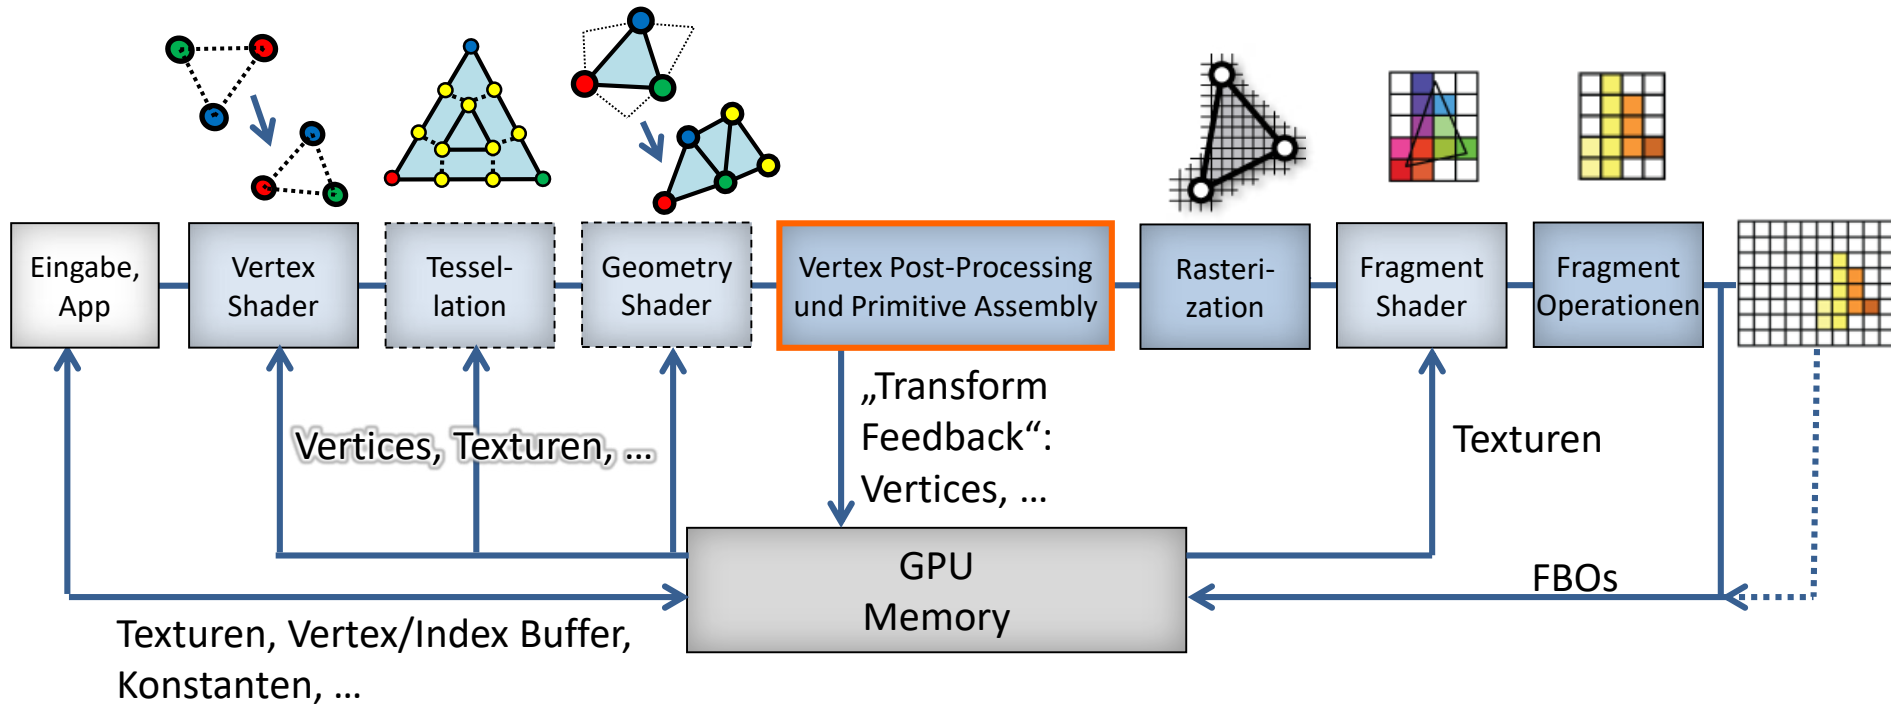 Eingabe,
App
Vertex
Shader
Tessel-
lation
Geometry
Shader
Vertex Post-Processing
und Primitive Assembly
Rasteri-
zation
Fragment
Shader
Fragment
Operationen
„Transform
Feedback“:
Vertices, …
Vertices, Texturen, ...
Texturen
GPU
Memory
FBOs
Texturen, Vertex/Index Buffer,
Konstanten, …